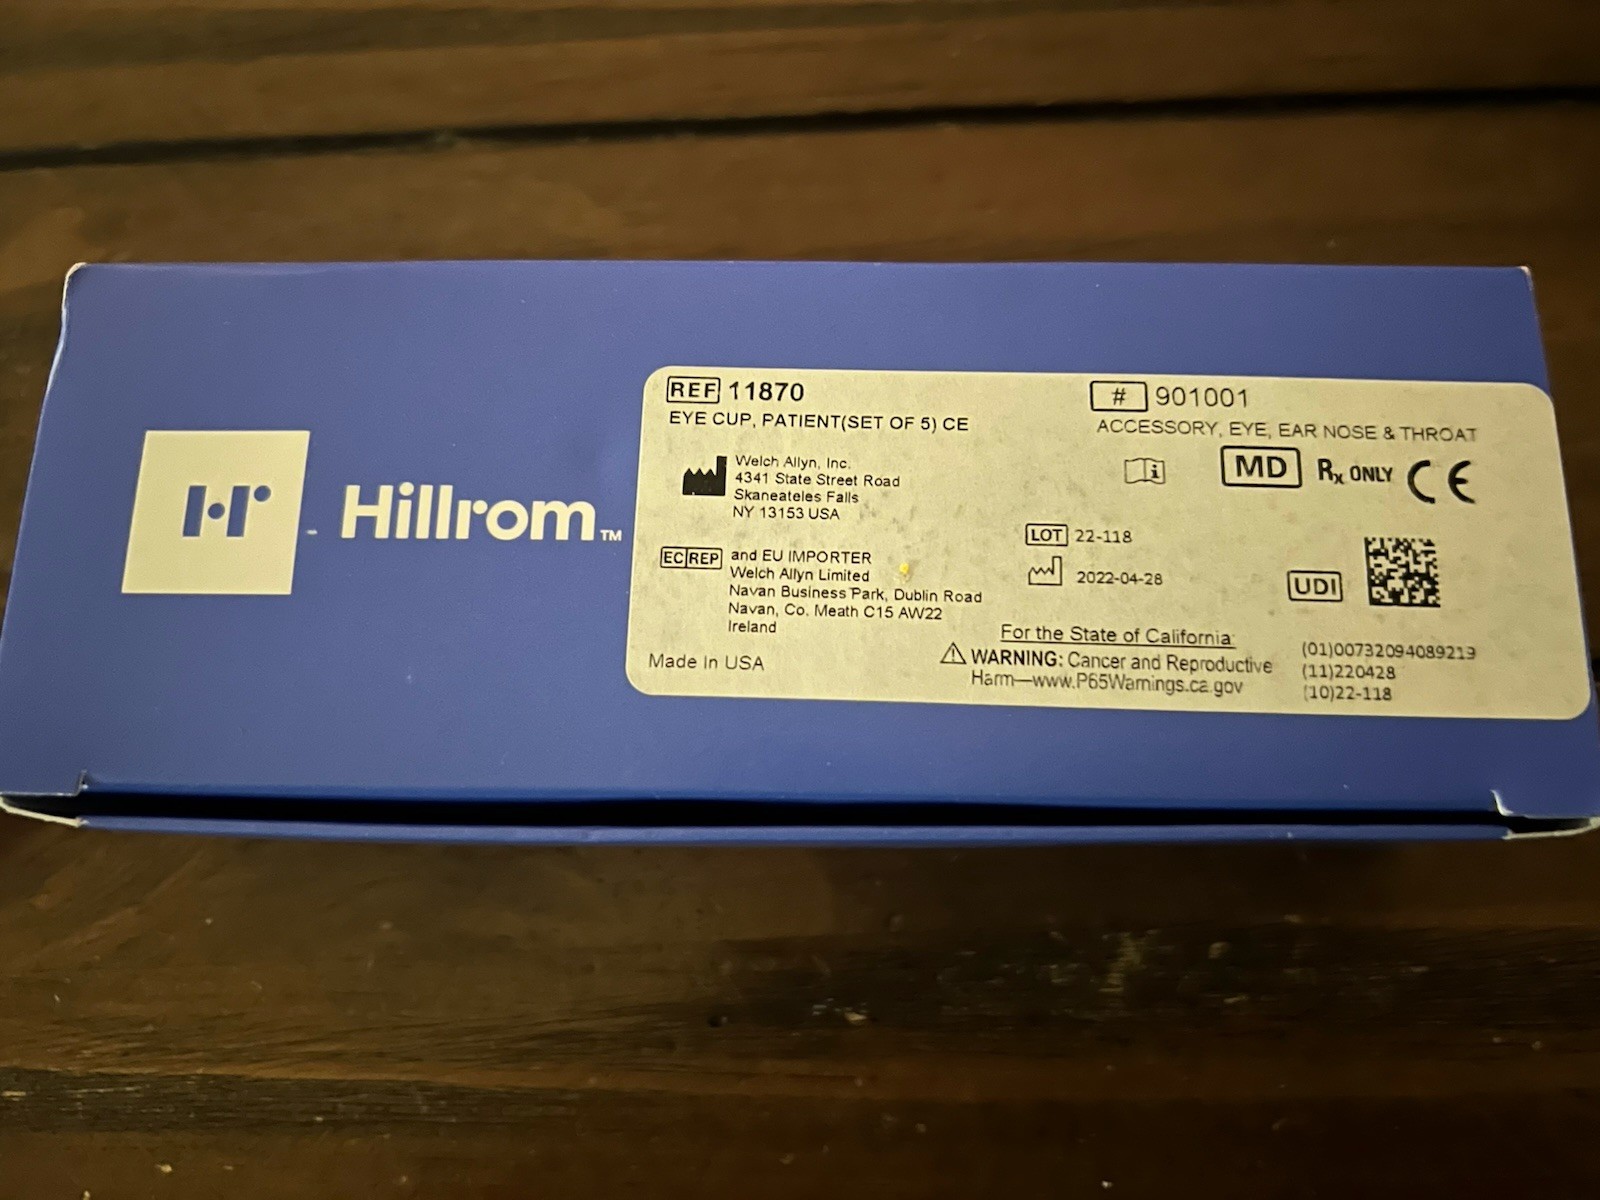 Hillrom™
REF 11870
EYE CUP, PATIENT(SET OF 5) CE
Welch Allyn, Inc.
4341 State Street Road
Skaneateles Falls
NY 13153 USA
EC REP and EU IMPORTER
Welch Allyn Limited
Navan Business Park, Dublin Road
Navan, Co. Meath C15 AW22
Ireland
Made In USA
# 901001
ACCESSORY, EYE, EAR NOSE & THROAT
MD Rx ONLY CE
LOT 22-118
2022-04-28
UDI
For the State of California:
WARNING: Cancer and Reproductive
Harm—www.P65Warnings.ca.gov
(01)00732094089219
(11)220428
(10)22-118